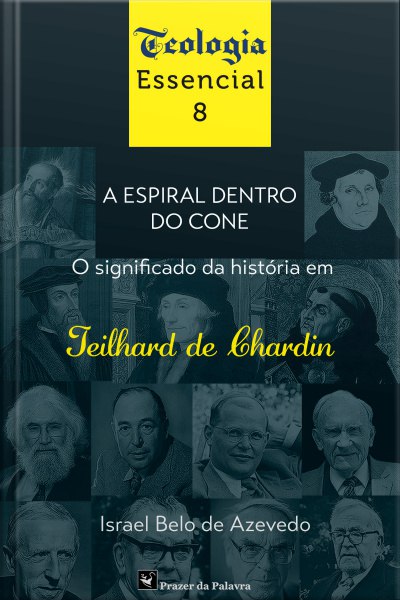 Teologia
Essencial
8
A ESPIRAL DENTRO
DO CONE
O significado da história em
Teilhard de Chardin
Israel Belo de Azevedo
Prazer da Palavra